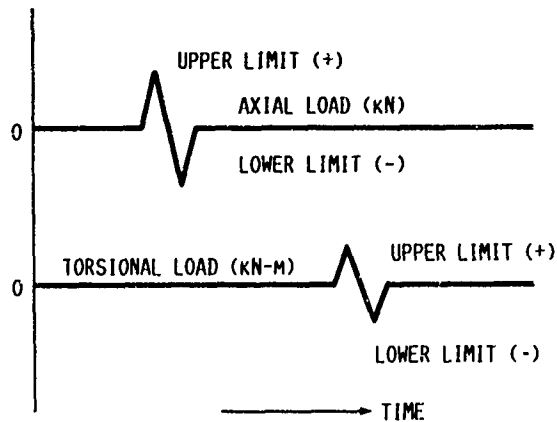 UPPER LIMIT (+)
AXIAL LOAD (KN)
0
LOWER LIMIT (-)
UPPER LIMIT (+)
TORSIONAL LOAD (KN-M)
0
LOWER LIMIT (-)
TIME